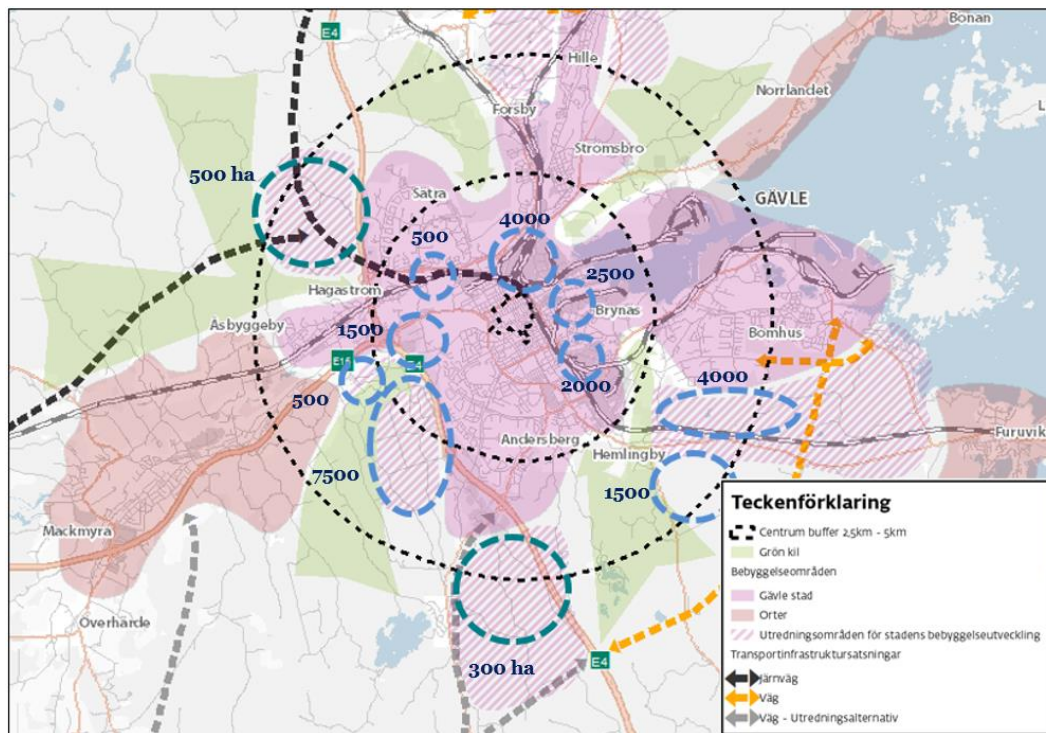 Bonan
E4
Hille
Norrlandet
Forsby
Strömsbro
500 ha
Sätra
4000
GÄVLE
500
2500
Hagaström
Brynäs
Åsbyggeby
1500
Bomhus
E16
E4
2000
4000
500
Andersberg
Furuvik
Hemlingby
7500
1500
Mackmyra
Överhärde
300 ha
E4
Teckenförklaring
Centrum buffer 2,5km - 5km
Grön kil
Bebyggelseområden
Gävle stad
Orter
Utredningsområden för stadens bebyggelseutveckling
Transportinfrastruktursatsningar
Järnväg
Väg
Väg - Utredningsalternativ